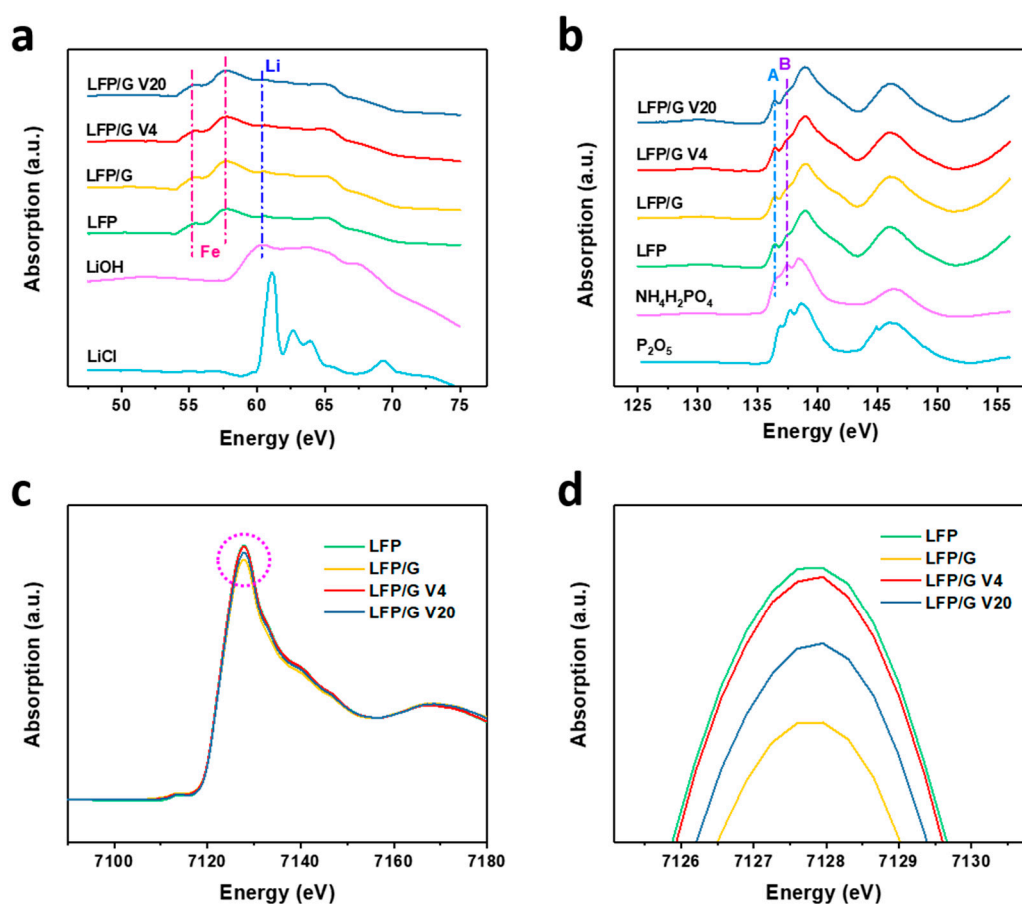 a
LFP/G V20
LFP/G V4
LFP/G
LFP
LiOH
LiCl
Fe
Li
Absorption (a.u.)
50 55 60 65 70 75
Energy (eV)
b
A B
LFP/G V20
LFP/G V4
LFP/G
LFP
NH₄H₂PO₄
P₂O₅
Absorption (a.u.)
125 130 135 140 145 150 155
Energy (eV)
c
LFP
LFP/G
LFP/G V4
LFP/G V20
Absorption (a.u.)
7100 7120 7140 7160 7180
Energy (eV)
d
LFP
LFP/G
LFP/G V4
LFP/G V20
Absorption (a.u.)
7126 7127 7128 7129 7130
Energy (eV)